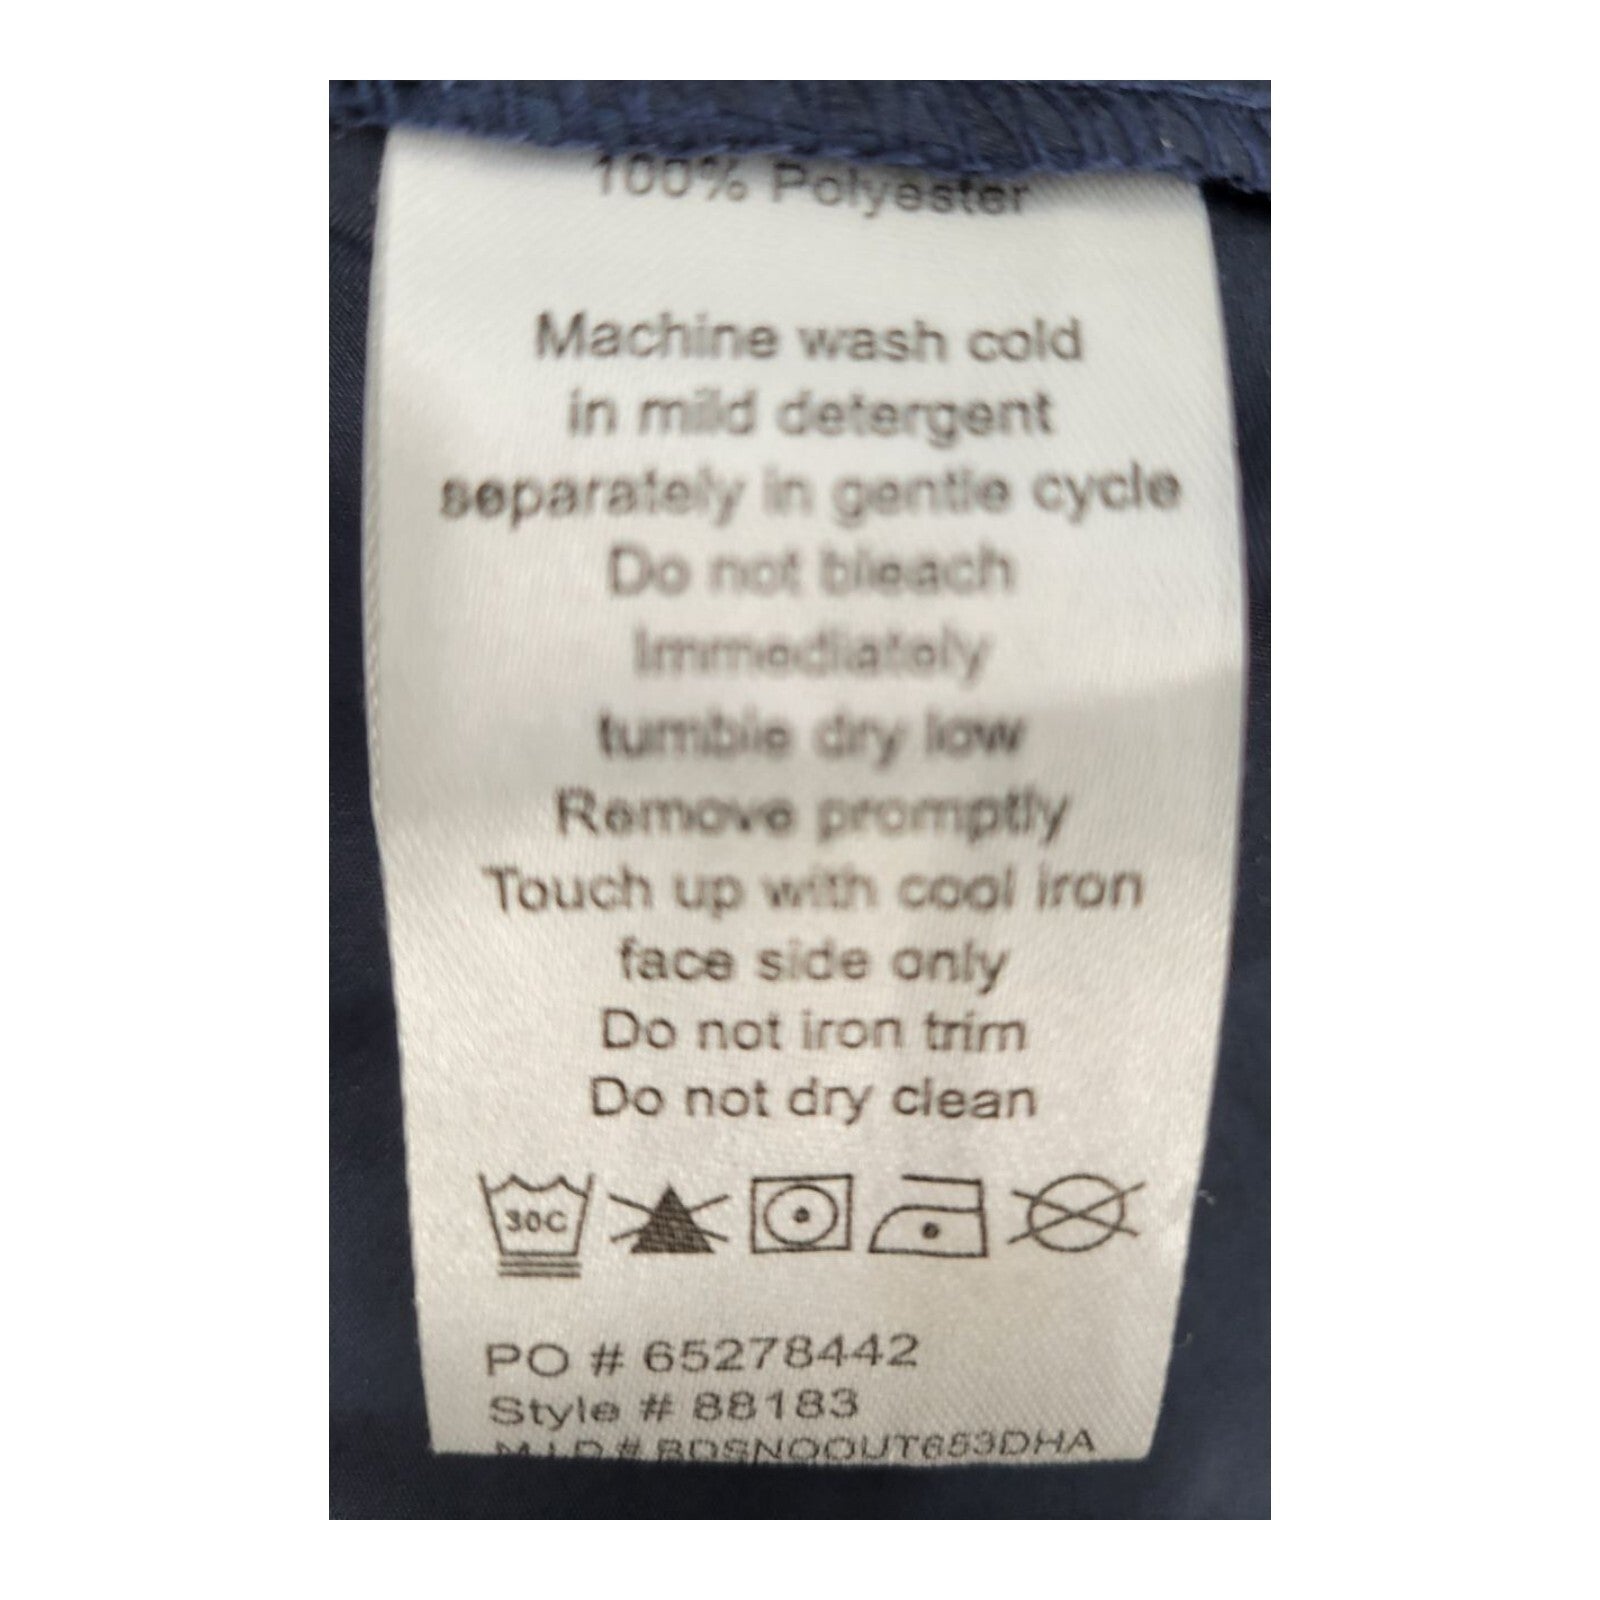 100% Polyester
Machine wash cold
in mild detergent
separately in gentle cycle
Do not bleach
Immediately
tumble dry low
Remove promptly
Touch up with cool iron
face side only
Do not iron trim
Do not dry clean
30C
PO # 65278442
Style # 88183
M.I.D # BDSNOOUT653DHA